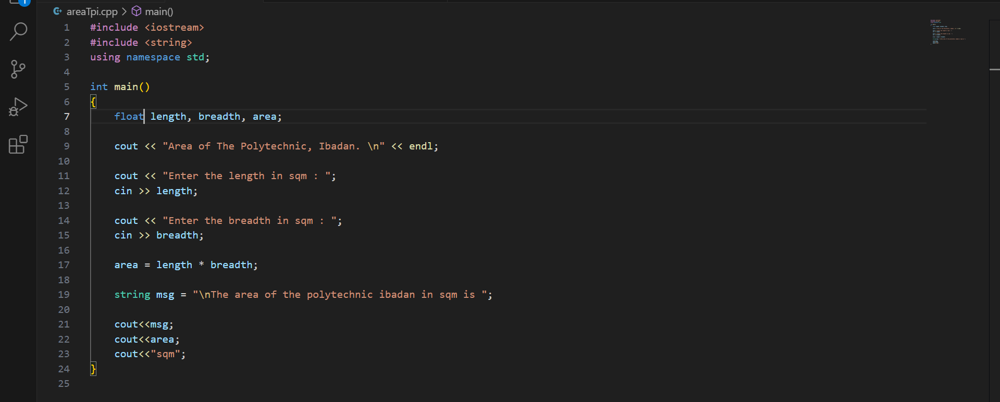 1
areaTpi.cpp > main()
1 #include <iostream>
2 #include <string>
3 using namespace std;
4
5 int main()
6 {
7     float length, breadth, area;
8
9     cout << "Area of The Polytechnic, Ibadan. \n" << endl;
10
11     cout << "Enter the length in sqm : ";
12     cin >> length;
13
14     cout << "Enter the breadth in sqm : ";
15     cin >> breadth;
16
17     area = length * breadth;
18
19     string msg = "\nThe area of the polytechnic ibadan in sqm is ";
20
21     cout<<msg;
22     cout<<area;
23     cout<<"sqm";
24 }
25